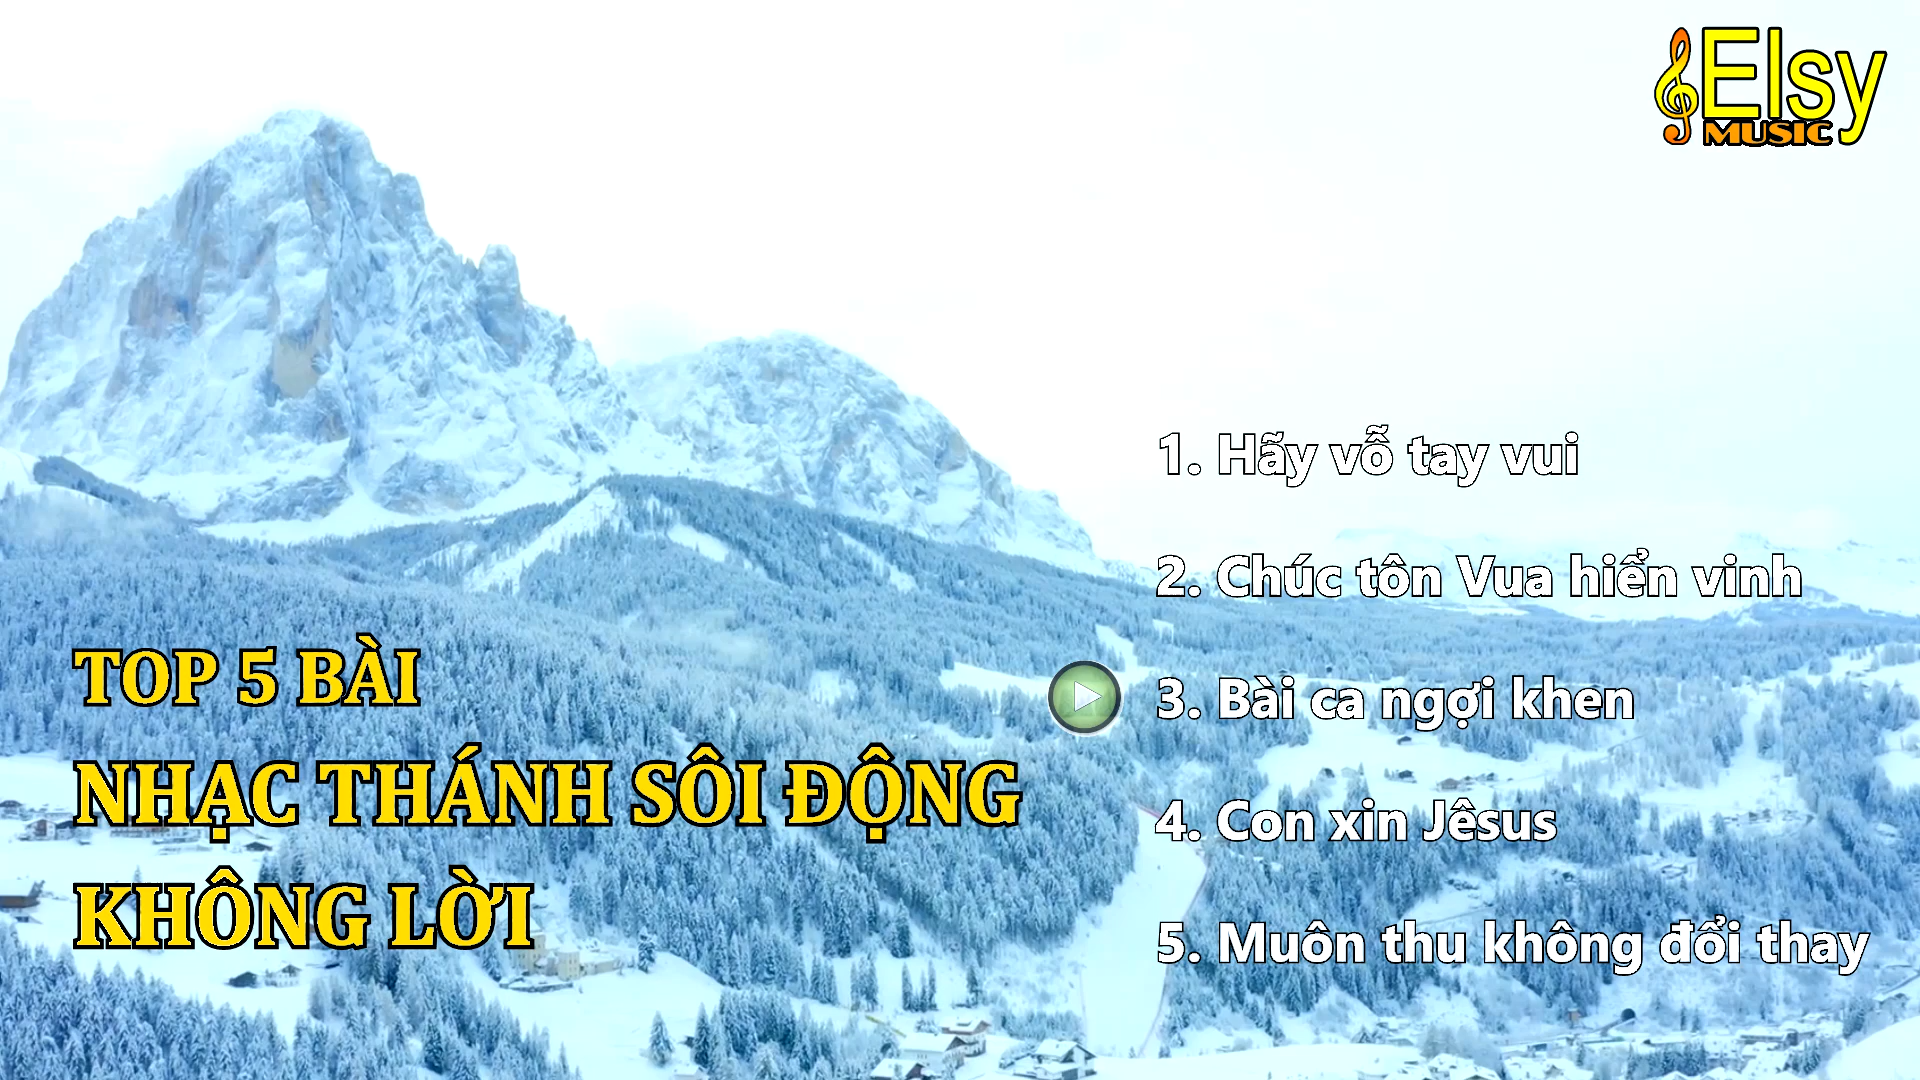 Elsy
MUSIC
1. Hãy vỗ tay vui
2. Chúc tôn Vua hiển vinh
3. Bài ca ngợi khen
4. Con xin Jêsus
5. Muôn thu không đổi thay
TOP 5 BÀI
NHẠC THÁNH SÔI ĐỘNG
KHÔNG LỜI